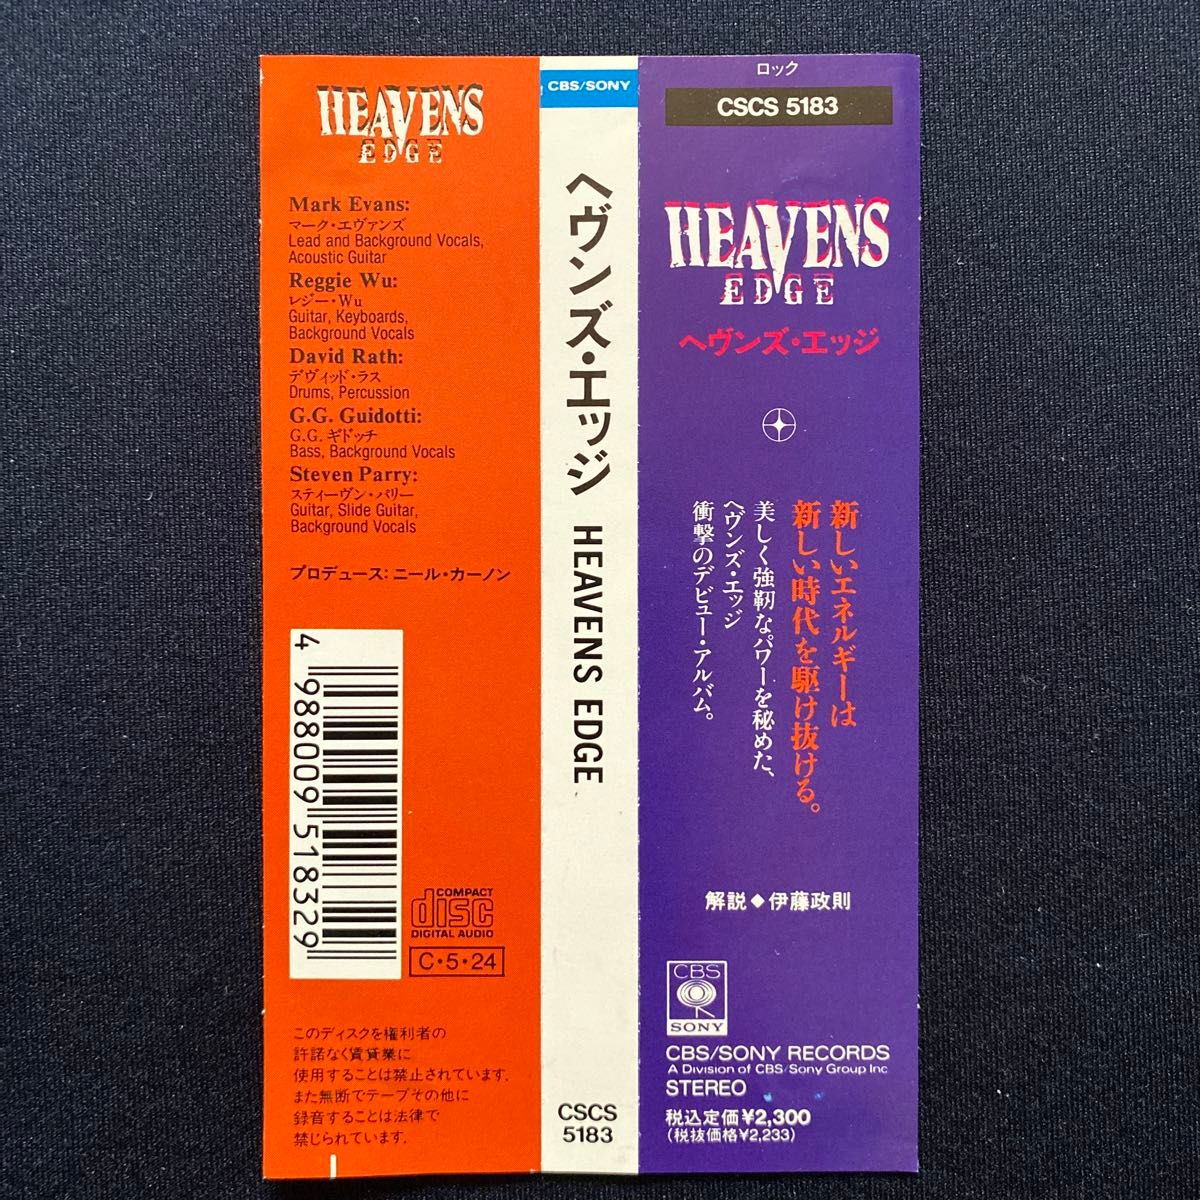 HEAVENS
EDGE
Mark Evans:
マーク・エヴァンズ
Lead and Background Vocals,
Acoustic Guitar
Reggie Wu:
レジー・Wu
Guitar, Keyboards,
Background Vocals
David Rath:
デヴィッド・ラス
Drums, Percussion
G.G. Guidotti:
G.G. ギドッチ
Bass, Background Vocals
Steven Parry:
スティーヴン・パリー
Guitar, Slide Guitar,
Background Vocals
プロデュース: ニール・カーノン
4 988009 518329
COMPACT
disc
DIGITAL AUDIO
C・5・24
このディスクを権利者の
許諾なく賃貸業に
使用することは禁止されています。
また無断でテープその他に
録音することは法律で
禁じられています。
CBS/SONY
ヘヴンズ・エッジ HEAVENS EDGE
CSCS
5183
ロック
CSCS 5183
HEAVENS
EDGE
ヘヴンズ・エッジ
新しいエネルギーは
新しい時代を駆け抜ける。
美しく強靭なパワーを秘めた、
ヘヴンズ・エッジ
衝撃のデビュー・アルバム。
解説◆伊藤政則
CBS
SONY
CBS/SONY RECORDS
A Division of CBS/Sony Group Inc
STEREO
税込定価¥2,300
(税抜価格¥2,233)